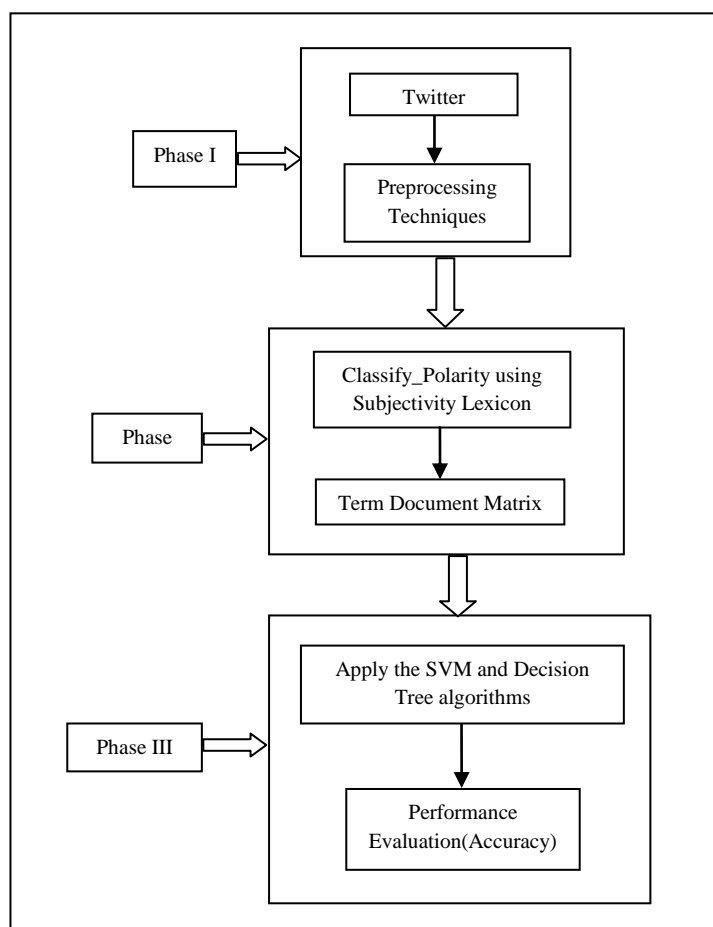 Twitter
Phase I
Preprocessing
Techniques
Classify_Polarity using
Subjectivity Lexicon
Phase
Term Document Matrix
Apply the SVM and Decision
Tree algorithms
Phase III
Performance
Evaluation(Accuracy)